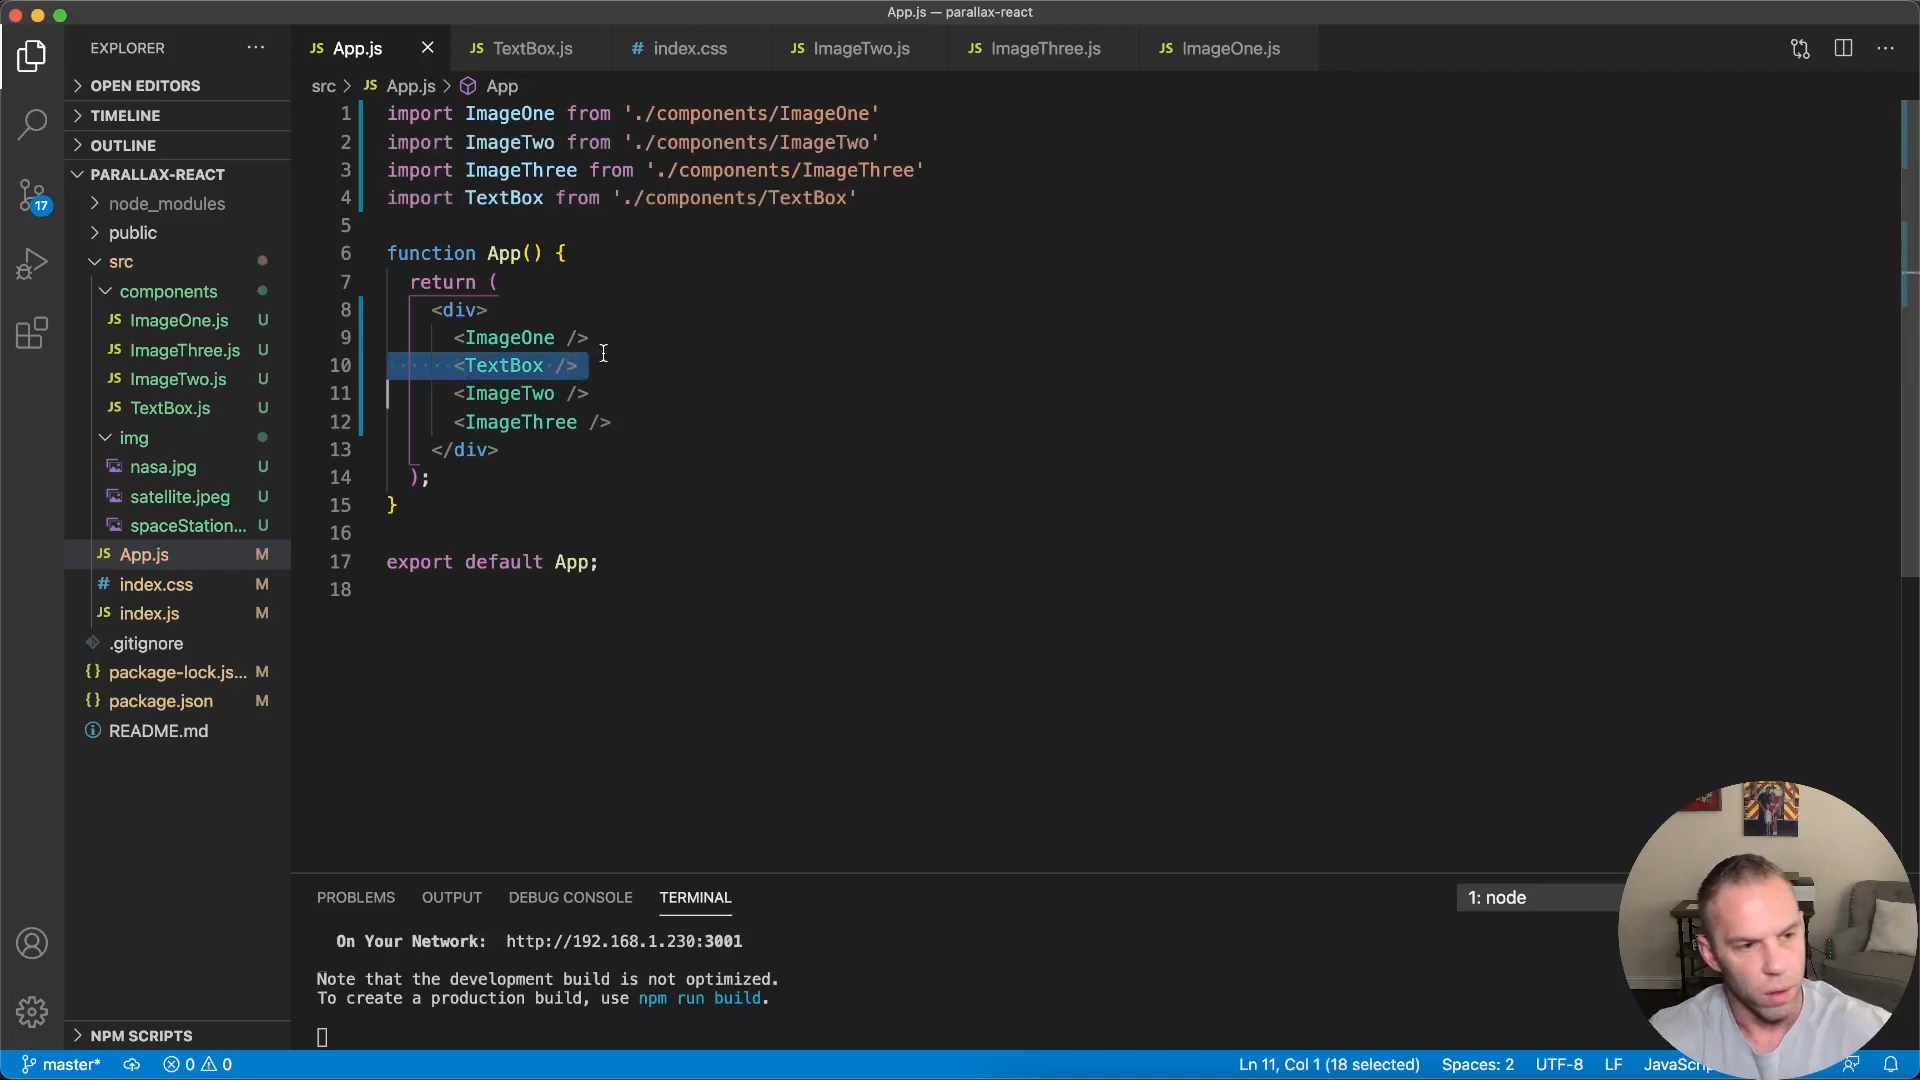 App.js — parallax-react
EXPLORER
App.js
TextBox.js
index.css
ImageTwo.js
ImageThree.js
ImageOne.js
OPEN EDITORS
TIMELINE
OUTLINE
PARALLAX-REACT
node_modules
public
src
components
ImageOne.js U
ImageThree.js U
ImageTwo.js U
TextBox.js U
img
nasa.jpg U
satellite.jpeg U
spaceStation... U
App.js M
index.css M
index.js M
.gitignore
package-lock.js... M
package.json M
README.md
NPM SCRIPTS
17
src > JS App.js > App
1 import ImageOne from './components/ImageOne'
2 import ImageTwo from './components/ImageTwo'
3 import ImageThree from './components/ImageThree'
4 import TextBox from './components/TextBox'
5
6 function App() {
7 return (
8 <div>
9 <ImageOne />
10 <TextBox />
11 <ImageTwo />
12 <ImageThree />
13 </div>
14 );
15 }
16
17 export default App;
18
PROBLEMS OUTPUT DEBUG CONSOLE TERMINAL
1: node
On Your Network: http://192.168.1.230:3001
Note that the development build is not optimized.
To create a production build, use npm run build.
master* 0 0 Ln 11, Col 1 (18 selected) Spaces: 2 UTF-8 LF